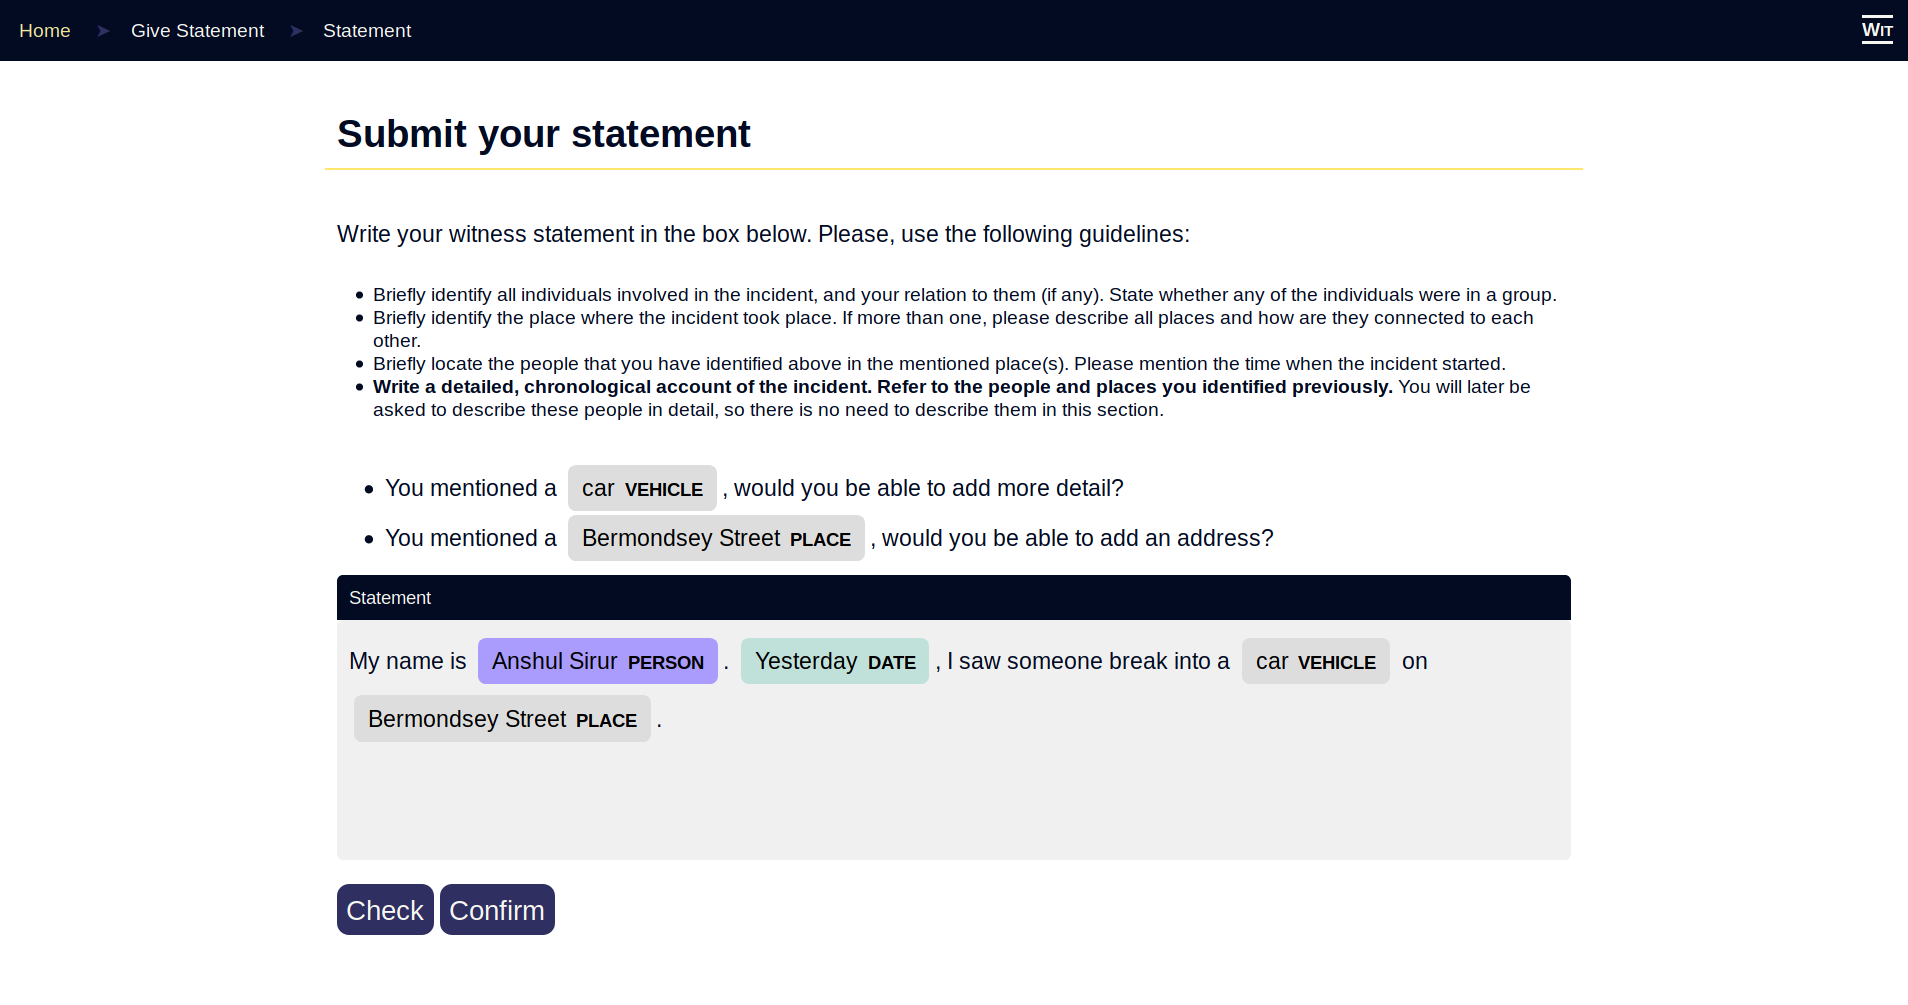 Home ➤ Give Statement ➤ Statement
WIT
Submit your statement
Write your witness statement in the box below. Please, use the following guidelines:
• Briefly identify all individuals involved in the incident, and your relation to them (if any). State whether any of the individuals were in a group.
• Briefly identify the place where the incident took place. If more than one, please describe all places and how are they connected to each
other.
• Briefly locate the people that you have identified above in the mentioned place(s). Please mention the time when the incident started.
• Write a detailed, chronological account of the incident. Refer to the people and places you identified previously. You will later be
asked to describe these people in detail, so there is no need to describe them in this section.
• You mentioned a car VEHICLE , would you be able to add more detail?
• You mentioned a Bermondsey Street PLACE , would you be able to add an address?
Statement
My name is Anshul Sirur PERSON . Yesterday DATE , I saw someone break into a car VEHICLE on
Bermondsey Street PLACE .
Check Confirm